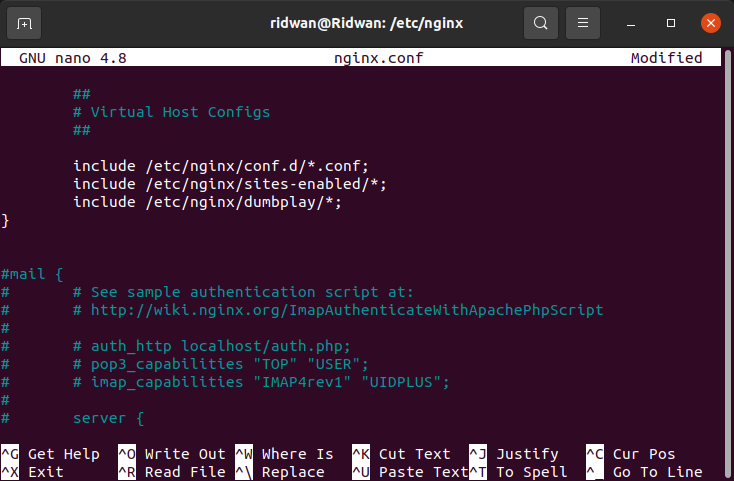 ridwan@Ridwan: /etc/nginx
GNU nano 4.8 nginx.conf Modified
##
# Virtual Host Configs
##
include /etc/nginx/conf.d/*.conf;
include /etc/nginx/sites-enabled/*;
include /etc/nginx/dumbplay/*;
}
#mail {
# # See sample authentication script at:
# # http://wiki.nginx.org/ImapAuthenticateWithApachePhpScript
#
# # auth_http localhost/auth.php;
# # pop3_capabilities "TOP" "USER";
# # imap_capabilities "IMAP4rev1" "UIDPLUS";
#
# server {
^G Get Help ^O Write Out ^W Where Is ^K Cut Text ^J Justify ^C Cur Pos
^X Exit ^R Read File ^\ Replace ^U Paste Text ^T To Spell ^_ Go To Line